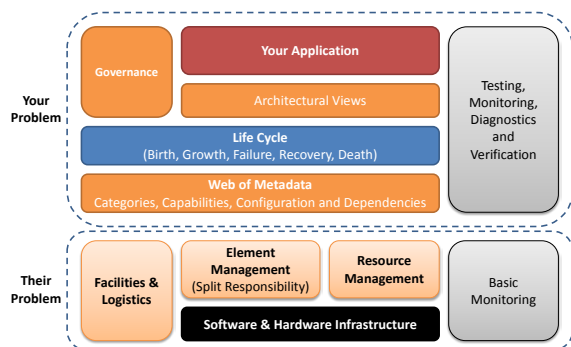 Your
Problem
Governance
Your Application
Architectural Views
Life Cycle
(Birth, Growth, Failure, Recovery, Death)
Web of Metadata
Categories, Capabilities, Configuration and Dependencies
Testing,
Monitoring,
Diagnostics
and
Verification
Their
Problem
Facilities &
Logistics
Element
Management
(Split Responsibility)
Resource
Management
Software & Hardware Infrastructure
Basic
Monitoring